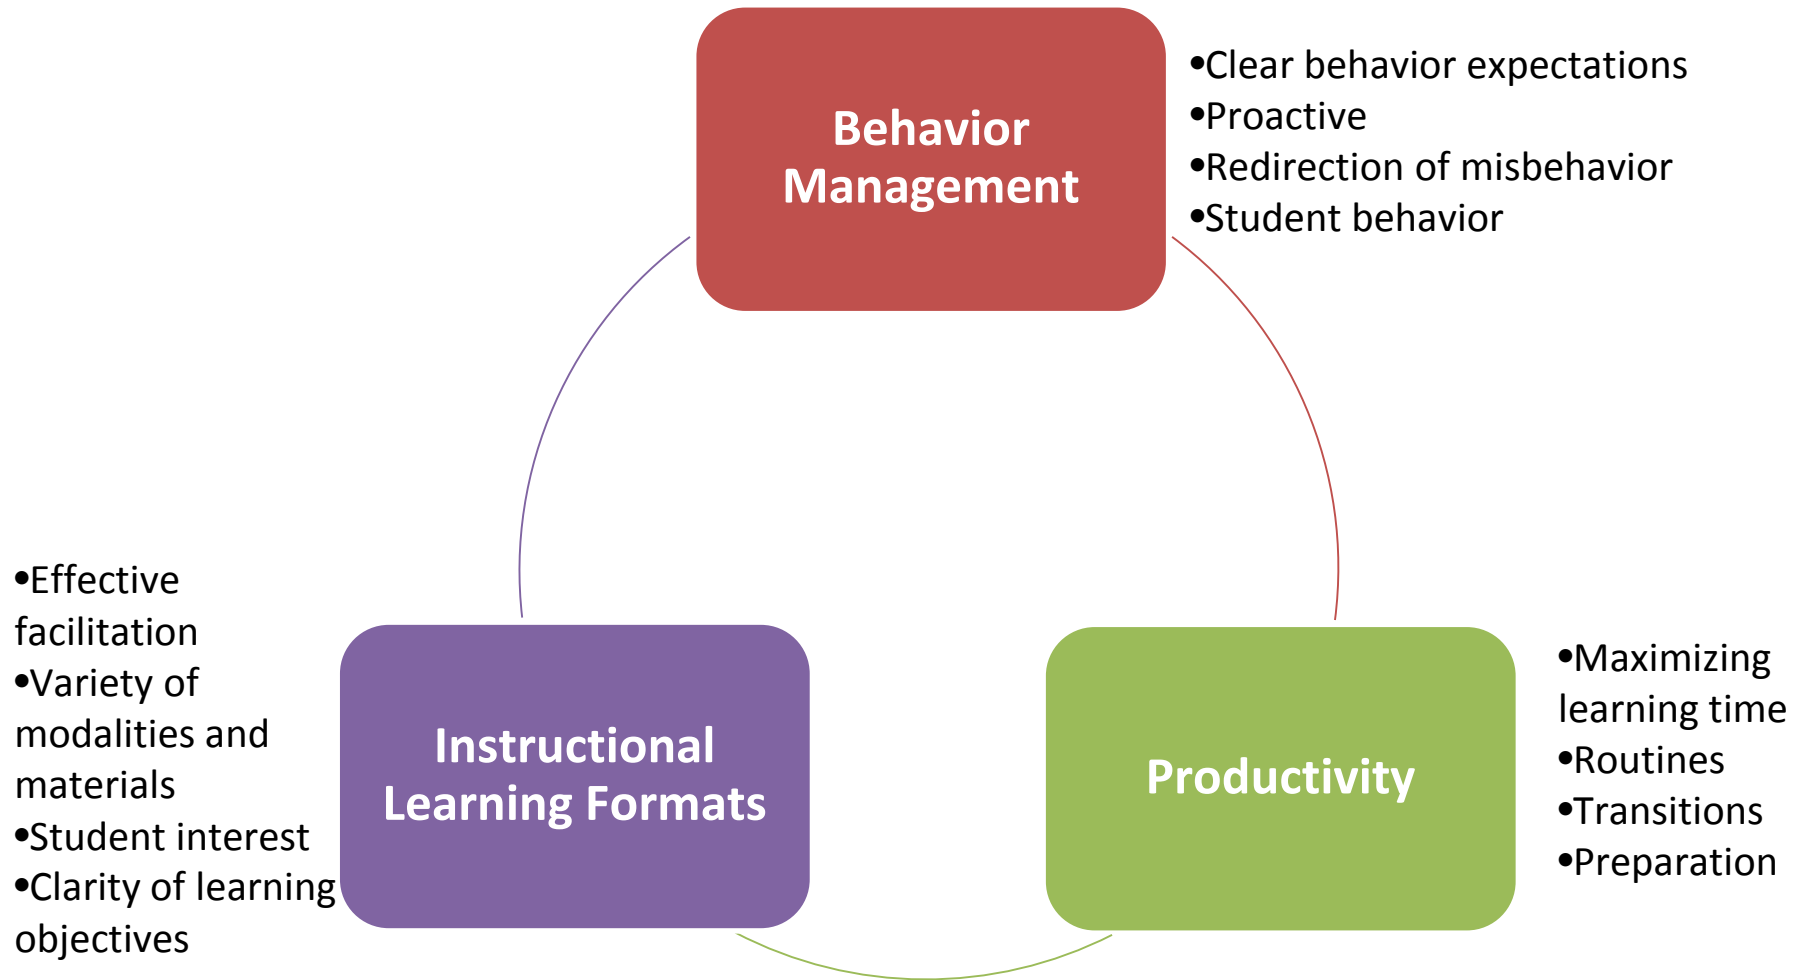 Behavior
Management
•Clear behavior expectations
•Proactive
•Redirection of misbehavior
•Student behavior
Productivity
•Maximizing
learning time
•Routines
•Transitions
•Preparation
Instructional
Learning Formats
•Effective
facilitation
•Variety of
modalities and
materials
•Student interest
•Clarity of learning
objectives